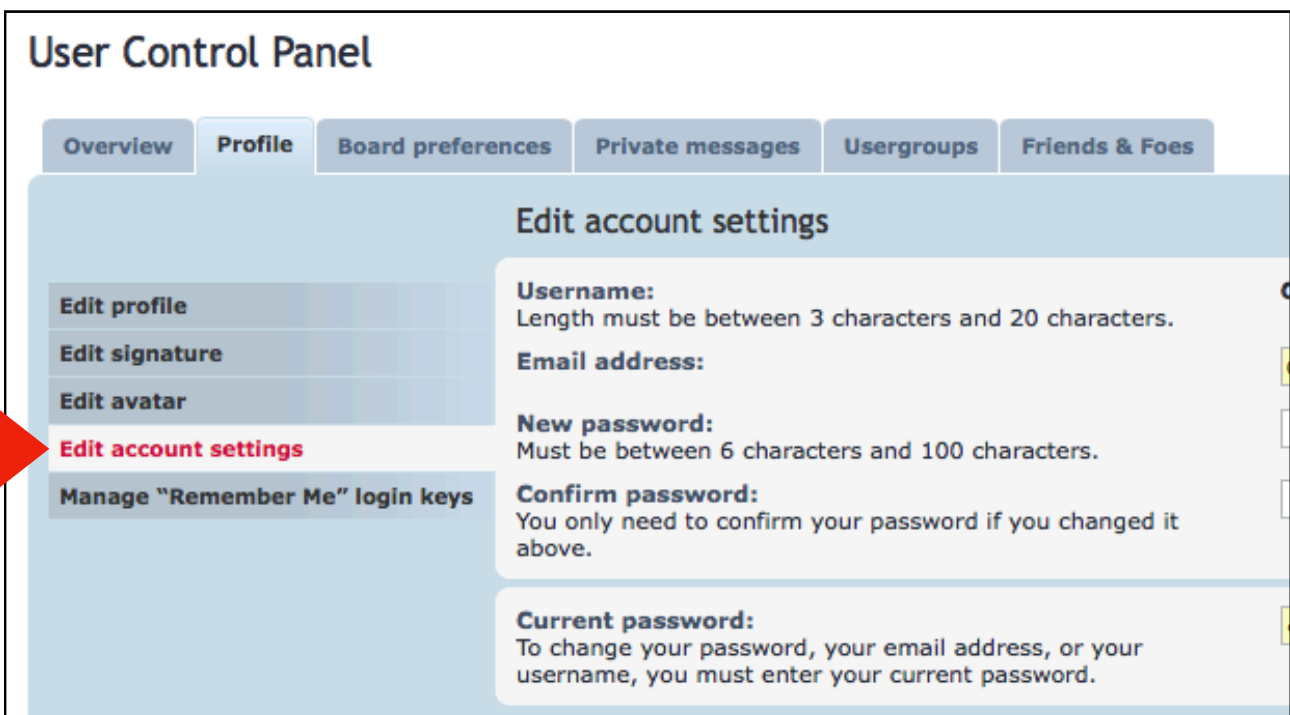 User Control Panel
Overview Profile Board preferences Private messages Usergroups Friends & Foes
Edit account settings
Edit profile
Edit signature
Edit avatar
Edit account settings
Manage “Remember Me” login keys
Username:
Length must be between 3 characters and 20 characters.
Email address:
New password:
Must be between 6 characters and 100 characters.
Confirm password:
You only need to confirm your password if you changed it
above.
Current password:
To change your password, your email address, or your
username, you must enter your current password.